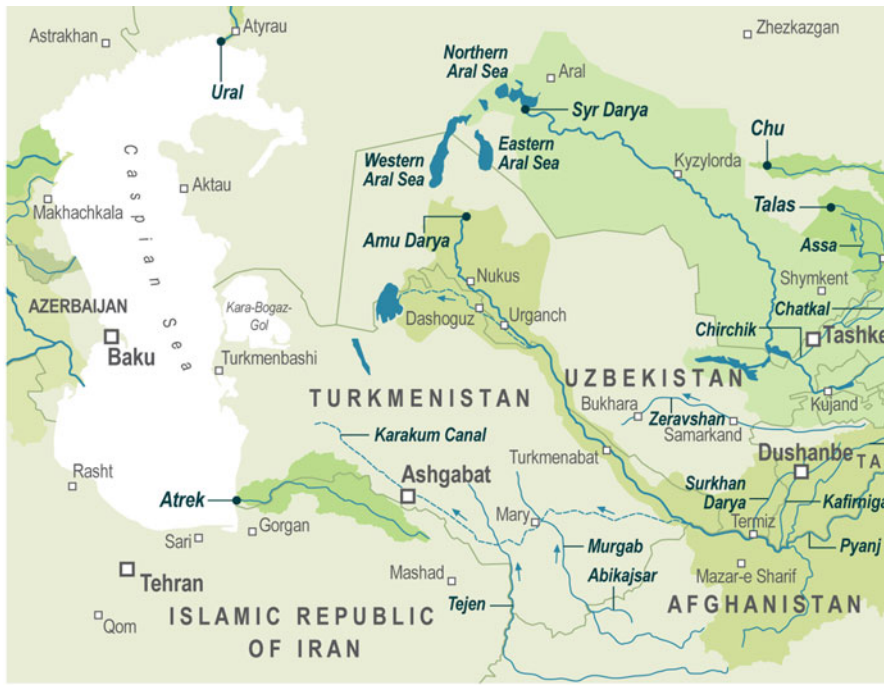 Astrakhan
Atyrau
Zhezkazgan
Northern
Aral Sea
Aral
Ural
Syr Darya
Chu
Western
Aral Sea
Eastern
Aral Sea
Kyzylorda
Caspian Sea
Aktau
Makhachkala
Talas
Amu Darya
Assa
Nukus
Shymkent
AZERBAIJAN
Kara-Bogaz-
Gol
Dashoguz
Urganch
Chatkal
Chirchik
Tashke
Baku
Turkmenbashi
TURKMENISTAN
UZBEKISTAN
Bukhara
Zeravshan
Samarkand
Kujand
Karakum Canal
Turkmenabat
Dushanbe
TA
Rasht
Atrek
Ashgabat
Surkhan
Darya
Kafirniga
Gorgan
Sari
Mary
Termiz
Murgab
Pyanj
Tehran
Mashad
Abikajsar
Mazar-e Sharif
Qom
ISLAMIC REPUBLIC
OF IRAN
Tejen
AFGHANISTAN